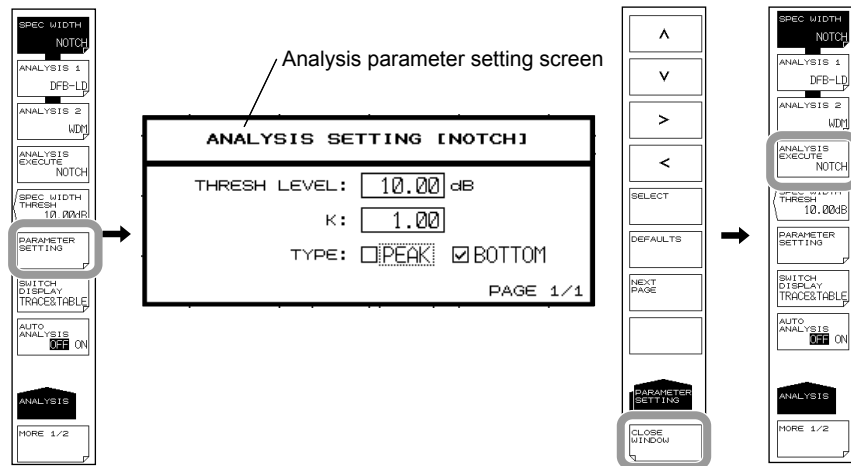 SPEC WIDTH
NOTCH
ANALYSIS 1
DFB-LD
ANALYSIS 2
WDM
ANALYSIS
EXECUTE
NOTCH
SPEC WIDTH
THRESH
10.00dB
PARAMETER
SETTING
SWITCH
DISPLAY
TRACE&TABLE
AUTO
ANALYSIS
OFF ON
ANALYSIS
MORE 1/2
Analysis parameter setting screen
ANALYSIS SETTING [NOTCH]
THRESH LEVEL: 10.00 dB
K: 1.00
TYPE: PEAK BOTTOM
PAGE 1/1
SELECT
DEFAULTS
NEXT
PAGE
PARAMETER
SETTING
CLOSE
WINDOW
SPEC WIDTH
NOTCH
ANALYSIS 1
DFB-LD
ANALYSIS 2
WDM
ANALYSIS
EXECUTE
NOTCH
SPEC WIDTH
THRESH
10.00dB
PARAMETER
SETTING
SWITCH
DISPLAY
TRACE&TABLE
AUTO
ANALYSIS
OFF ON
ANALYSIS
MORE 1/2